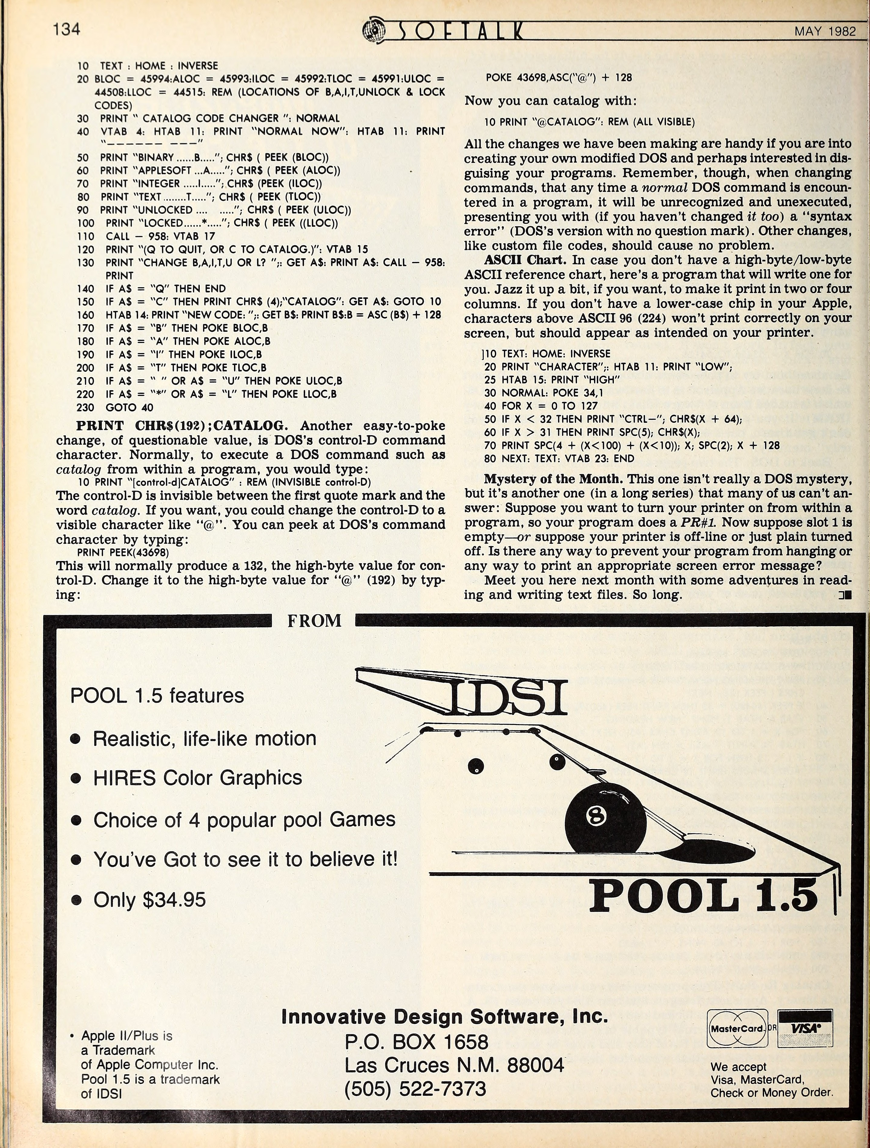 134
SOFTALK
MAY 1982
10 TEXT : HOME : INVERSE
20 BLOC = 45994:ALOC = 45993:ILOC = 45992:TLOC = 45991:ULOC =
44508:LLOC = 44515: REM (LOCATIONS OF B,A,I,T,UNLOCK & LOCK
CODES)
30 PRINT " CATALOG CODE CHANGER ": NORMAL
40 VTAB 4: HTAB 11: PRINT "NORMAL NOW": HTAB 11: PRINT
"—————— ———"
50 PRINT "BINARY ......B....."; CHR$ ( PEEK (BLOC))
60 PRINT "APPLESOFT ...A....."; CHR$ ( PEEK (ALOC))
70 PRINT "INTEGER .....I....."; CHR$ (PEEK (ILOC))
80 PRINT "TEXT ........T....."; CHR$ ( PEEK (TLOC))
90 PRINT "UNLOCKED .... ....."; CHR$ ( PEEK (ULOC))
100 PRINT "LOCKED......*....."; CHR$ ( PEEK ((LLOC))
110 CALL – 958: VTAB 17
120 PRINT "(Q TO QUIT, OR C TO CATALOG.)": VTAB 15
130 PRINT "CHANGE B,A,I,T,U OR L? ";: GET A$: PRINT A$: CALL – 958:
PRINT
140 IF A$ = "Q" THEN END
150 IF A$ = "C" THEN PRINT CHR$ (4);"CATALOG": GET A$: GOTO 10
160 HTAB 14: PRINT "NEW CODE: ";: GET B$: PRINT B$:B = ASC (B$) + 128
170 IF A$ = "B" THEN POKE BLOC,B
180 IF A$ = "A" THEN POKE ALOC,B
190 IF A$ = "I" THEN POKE ILOC,B
200 IF A$ = "T" THEN POKE TLOC,B
210 IF A$ = " " OR A$ = "U" THEN POKE ULOC,B
220 IF A$ = "*" OR A$ = "L" THEN POKE LLOC,B
230 GOTO 40
PRINT CHR$(192);CATALOG. Another easy-to-poke
change, of questionable value, is DOS's control-D command
character. Normally, to execute a DOS command such as
catalog from within a program, you would type:
10 PRINT "[control-d]CATALOG" : REM (INVISIBLE control-D)
The control-D is invisible between the first quote mark and the
word catalog. If you want, you could change the control-D to a
visible character like "@". You can peek at DOS's command
character by typing:
PRINT PEEK(43698)
This will normally produce a 132, the high-byte value for con-
trol-D. Change it to the high-byte value for "@" (192) by typ-
ing:
POKE 43698,ASC("@") + 128
Now you can catalog with:
10 PRINT "@CATALOG": REM (ALL VISIBLE)
All the changes we have been making are handy if you are into
creating your own modified DOS and perhaps interested in dis-
guising your programs. Remember, though, when changing
commands, that any time a normal DOS command is encoun-
tered in a program, it will be unrecognized and unexecuted,
presenting you with (if you haven't changed it too) a "syntax
error" (DOS's version with no question mark). Other changes,
like custom file codes, should cause no problem.
ASCII Chart. In case you don't have a high-byte/low-byte
ASCII reference chart, here's a program that will write one for
you. Jazz it up a bit, if you want, to make it print in two or four
columns. If you don't have a lower-case chip in your Apple,
characters above ASCII 96 (224) won't print correctly on your
screen, but should appear as intended on your printer.
]10 TEXT: HOME: INVERSE
20 PRINT "CHARACTER";: HTAB 11: PRINT "LOW";
25 HTAB 15: PRINT "HIGH"
30 NORMAL: POKE 34,1
40 FOR X = 0 TO 127
50 IF X < 32 THEN PRINT "CTRL–"; CHR$(X + 64);
60 IF X > 31 THEN PRINT SPC(5); CHR$(X);
70 PRINT SPC(4 + (X<100) + (X<10)); X; SPC(2); X + 128
80 NEXT: TEXT: VTAB 23: END
Mystery of the Month. This one isn't really a DOS mystery,
but it's another one (in a long series) that many of us can't an-
swer: Suppose you want to turn your printer on from within a
program, so your program does a PR#1. Now suppose slot 1 is
empty—or suppose your printer is off-line or just plain turned
off. Is there any way to prevent your program from hanging or
any way to print an appropriate screen error message?
Meet you here next month with some adventures in read-
ing and writing text files. So long.
FROM
IDSI
POOL 1.5 features
• Realistic, life-like motion
• HIRES Color Graphics
• Choice of 4 popular pool Games
• You've Got to see it to believe it!
• Only $34.95
8
POOL 1.5
Innovative Design Software, Inc.
P.O. BOX 1658
Las Cruces N.M. 88004
(505) 522-7373
• Apple II/Plus is
a Trademark
of Apple Computer Inc.
Pool 1.5 is a trademark
of IDSI
MasterCard. OR VISA®
We accept
Visa, MasterCard,
Check or Money Order.